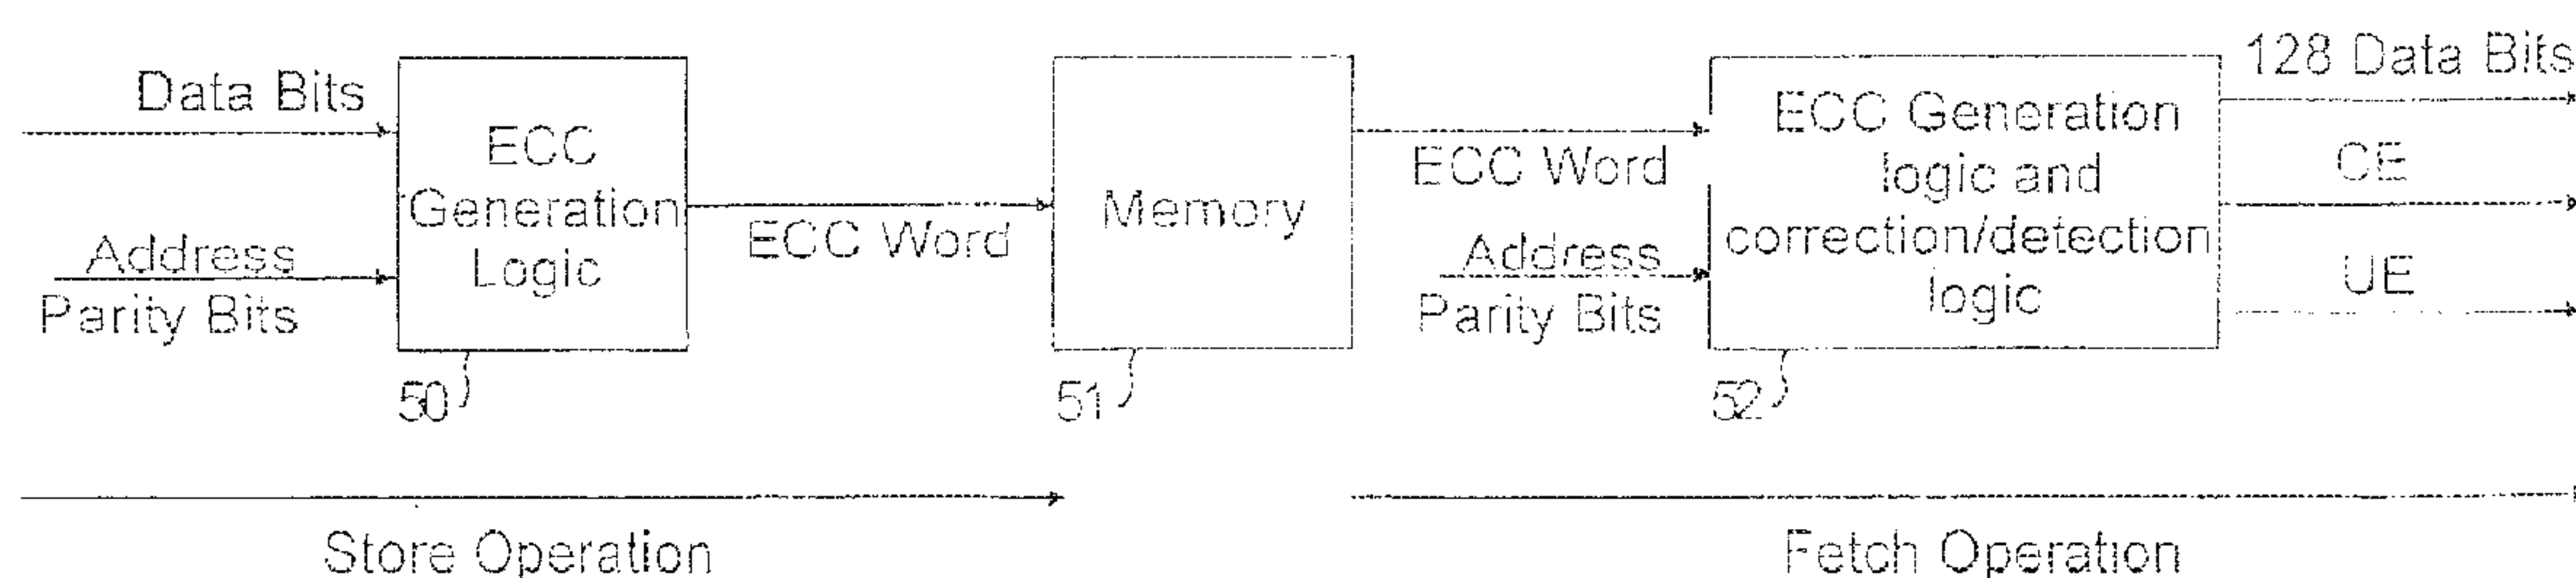 Data Bits
Address
Parity Bits
ECC
Generation
Logic
50
ECC Word
Memory
51
ECC Word
Address
Parity Bits
ECC Generation
logic and
correction/detection
logic
52
128 Data Bits
CE
UE
Store Operation
Fetch Operation